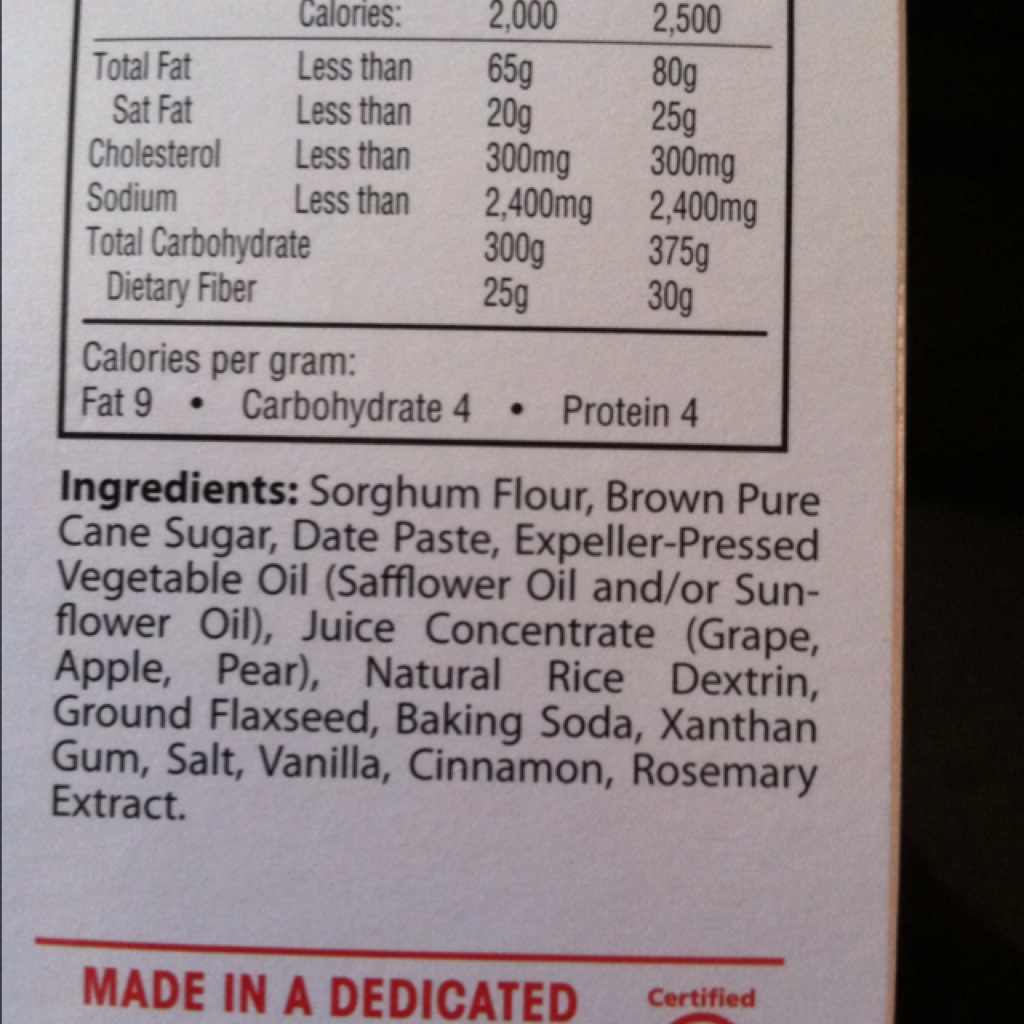 Calories: 2,000 2,500
Total Fat Less than 65g 80g
Sat Fat Less than 20g 25g
Cholesterol Less than 300mg 300mg
Sodium Less than 2,400mg 2,400mg
Total Carbohydrate 300g 375g
Dietary Fiber 25g 30g
Calories per gram:
Fat 9 • Carbohydrate 4 • Protein 4
Ingredients: Sorghum Flour, Brown Pure
Cane Sugar, Date Paste, Expeller-Pressed
Vegetable Oil (Safflower Oil and/or Sun-
flower Oil), Juice Concentrate (Grape,
Apple, Pear), Natural Rice Dextrin,
Ground Flaxseed, Baking Soda, Xanthan
Gum, Salt, Vanilla, Cinnamon, Rosemary
Extract.
MADE IN A DEDICATED
Certified